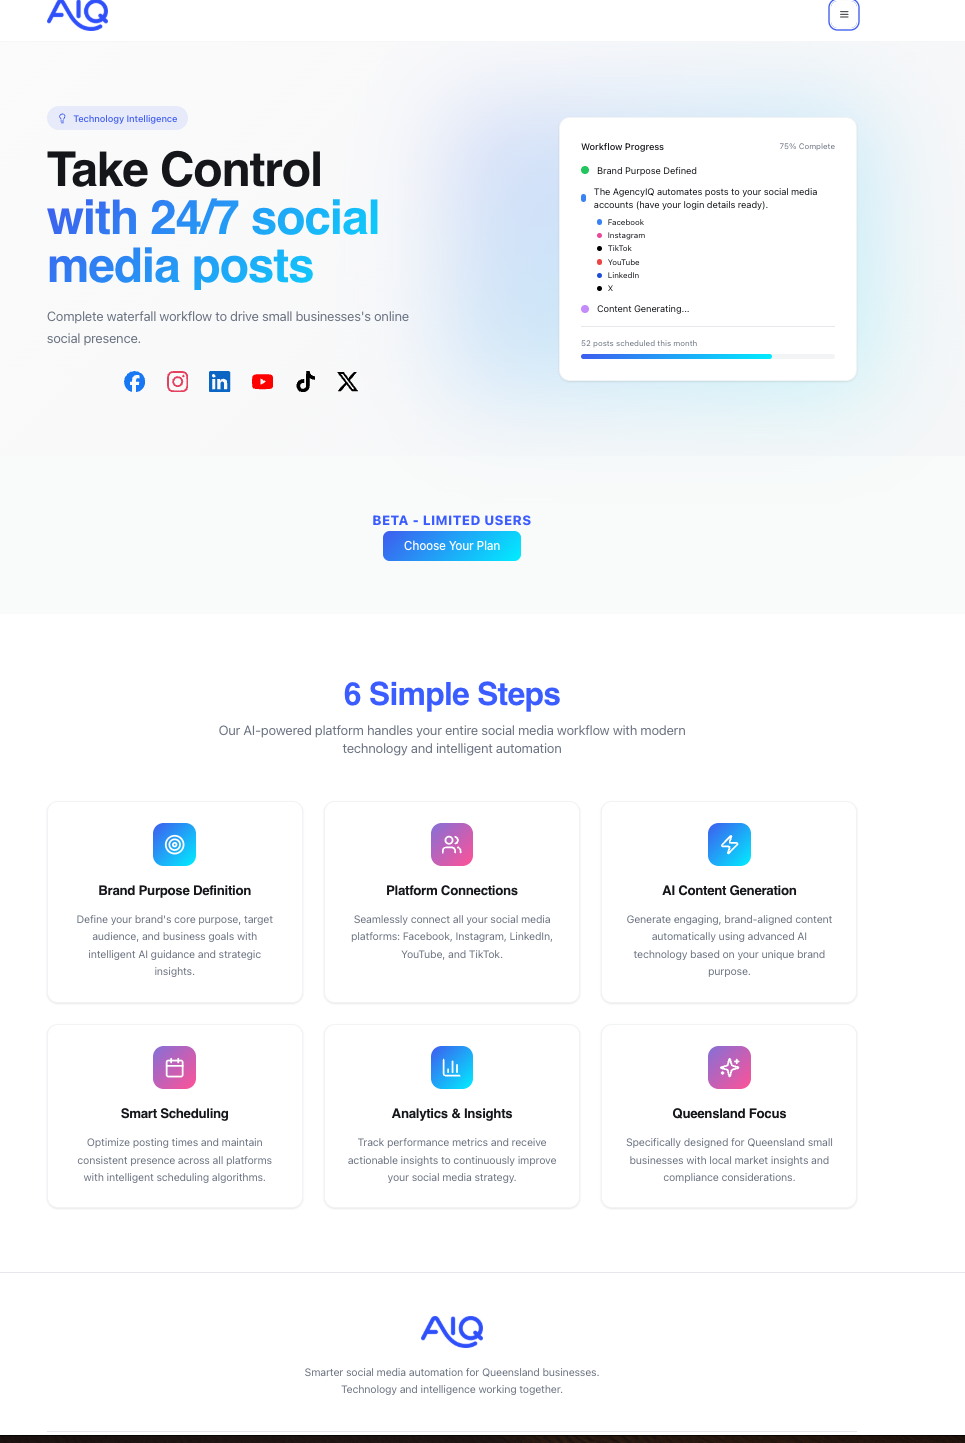 AIQ
Technology Intelligence
Take Control
with 24/7 social
media posts
Complete waterfall workflow to drive small businesses's online
social presence.
Workflow Progress
75% Complete
Brand Purpose Defined
The AgencyIQ automates posts to your social media
accounts (have your login details ready).
Facebook
Instagram
TikTok
YouTube
LinkedIn
X
Content Generating...
52 posts scheduled this month
BETA - LIMITED USERS
Choose Your Plan
6 Simple Steps
Our AI-powered platform handles your entire social media workflow with modern
technology and intelligent automation
Brand Purpose Definition
Define your brand's core purpose, target
audience, and business goals with
intelligent AI guidance and strategic
insights.
Platform Connections
Seamlessly connect all your social media
platforms: Facebook, Instagram, LinkedIn,
YouTube, and TikTok.
AI Content Generation
Generate engaging, brand-aligned content
automatically using advanced AI
technology based on your unique brand
purpose.
Smart Scheduling
Optimize posting times and maintain
consistent presence across all platforms
with intelligent scheduling algorithms.
Analytics & Insights
Track performance metrics and receive
actionable insights to continuously improve
your social media strategy.
Queensland Focus
Specifically designed for Queensland small
businesses with local market insights and
compliance considerations.
AIQ
Smarter social media automation for Queensland businesses.
Technology and intelligence working together.